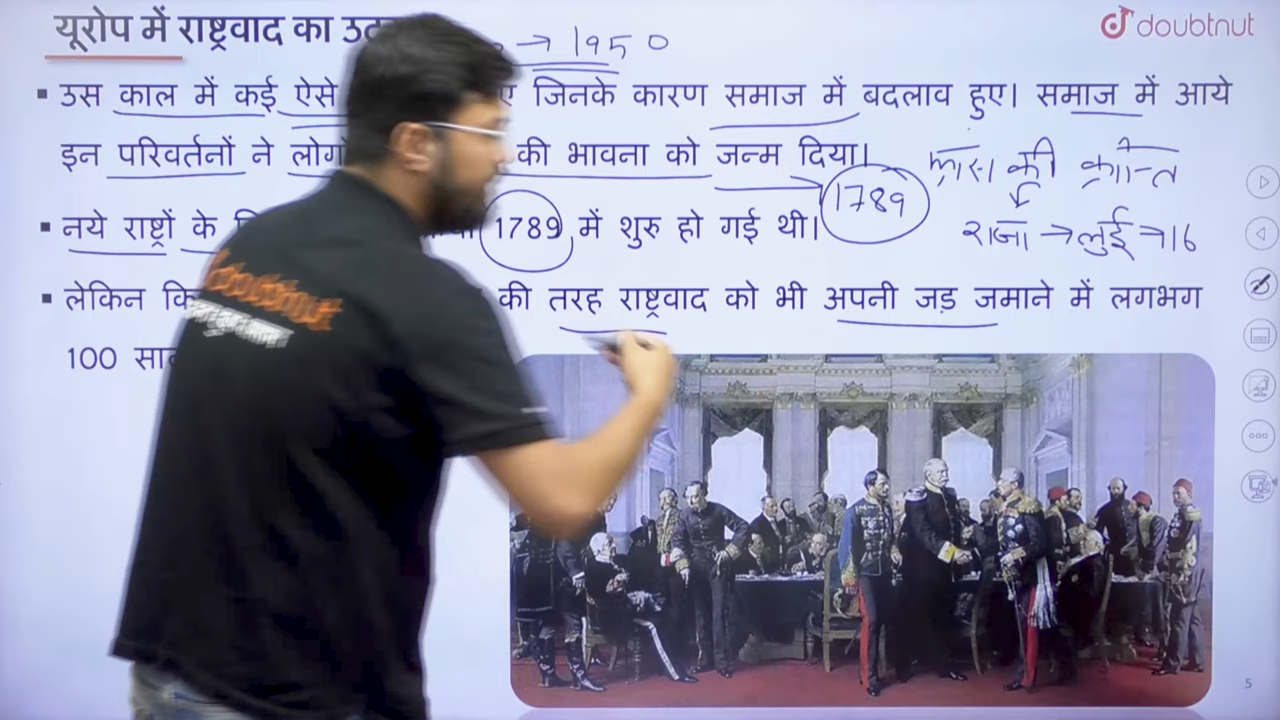 यूरोप में राष्ट्रवाद का
→ 1950
doubtnut
▪ उस काल में कई ऐसे जिनके कारण समाज में बदलाव हुए। समाज में आये
इन परिवर्तनों ने की भावना को जन्म दिया।
1789
की क्रान्ति
▪ नये राष्ट्रों के 1789 में शुरु हो गई थी।
राजा → लुई → 16
▪ लेकिन की तरह राष्ट्रवाद को भी अपनी जड़ जमाने में लगभग
100
doubtnut
5